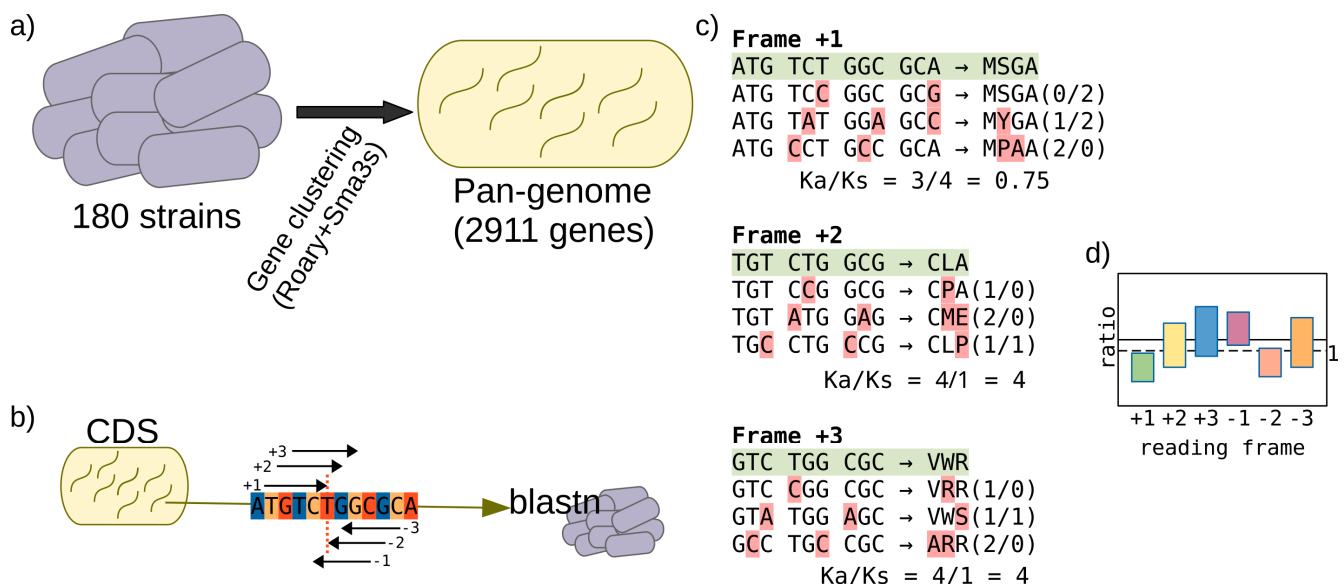 a)
180 strains
Gene clustering
(Roary+Sma3s)
Pan-genome
(2911 genes)
b)
CDS
+3
+2
+1
ATGTCTGGCGCA
-3
-2
-1
blastn
c)
Frame +1
ATG TCT GGC GCA → MSGA
ATG TCC GGC GCG → MSGA(0/2)
ATG TAT GGA GCC → MYGA(1/2)
ATG CCT GCC GCA → MPAA(2/0)
Ka/Ks = 3/4 = 0.75
Frame +2
TGT CTG GCG → CLA
TGT CCG GCG → CPA(1/0)
TGT ATG GAG → CME(2/0)
TGC CTG CCG → CLP(1/1)
Ka/Ks = 4/1 = 4
Frame +3
GTC TGG CGC → VWR
GTC CGG CGC → VRR(1/0)
GTA TGG AGC → VWS(1/1)
GCC TGC CGC → ARR(2/0)
Ka/Ks = 4/1 = 4
d)
ratio
1
+1 +2 +3 -1 -2 -3
reading frame